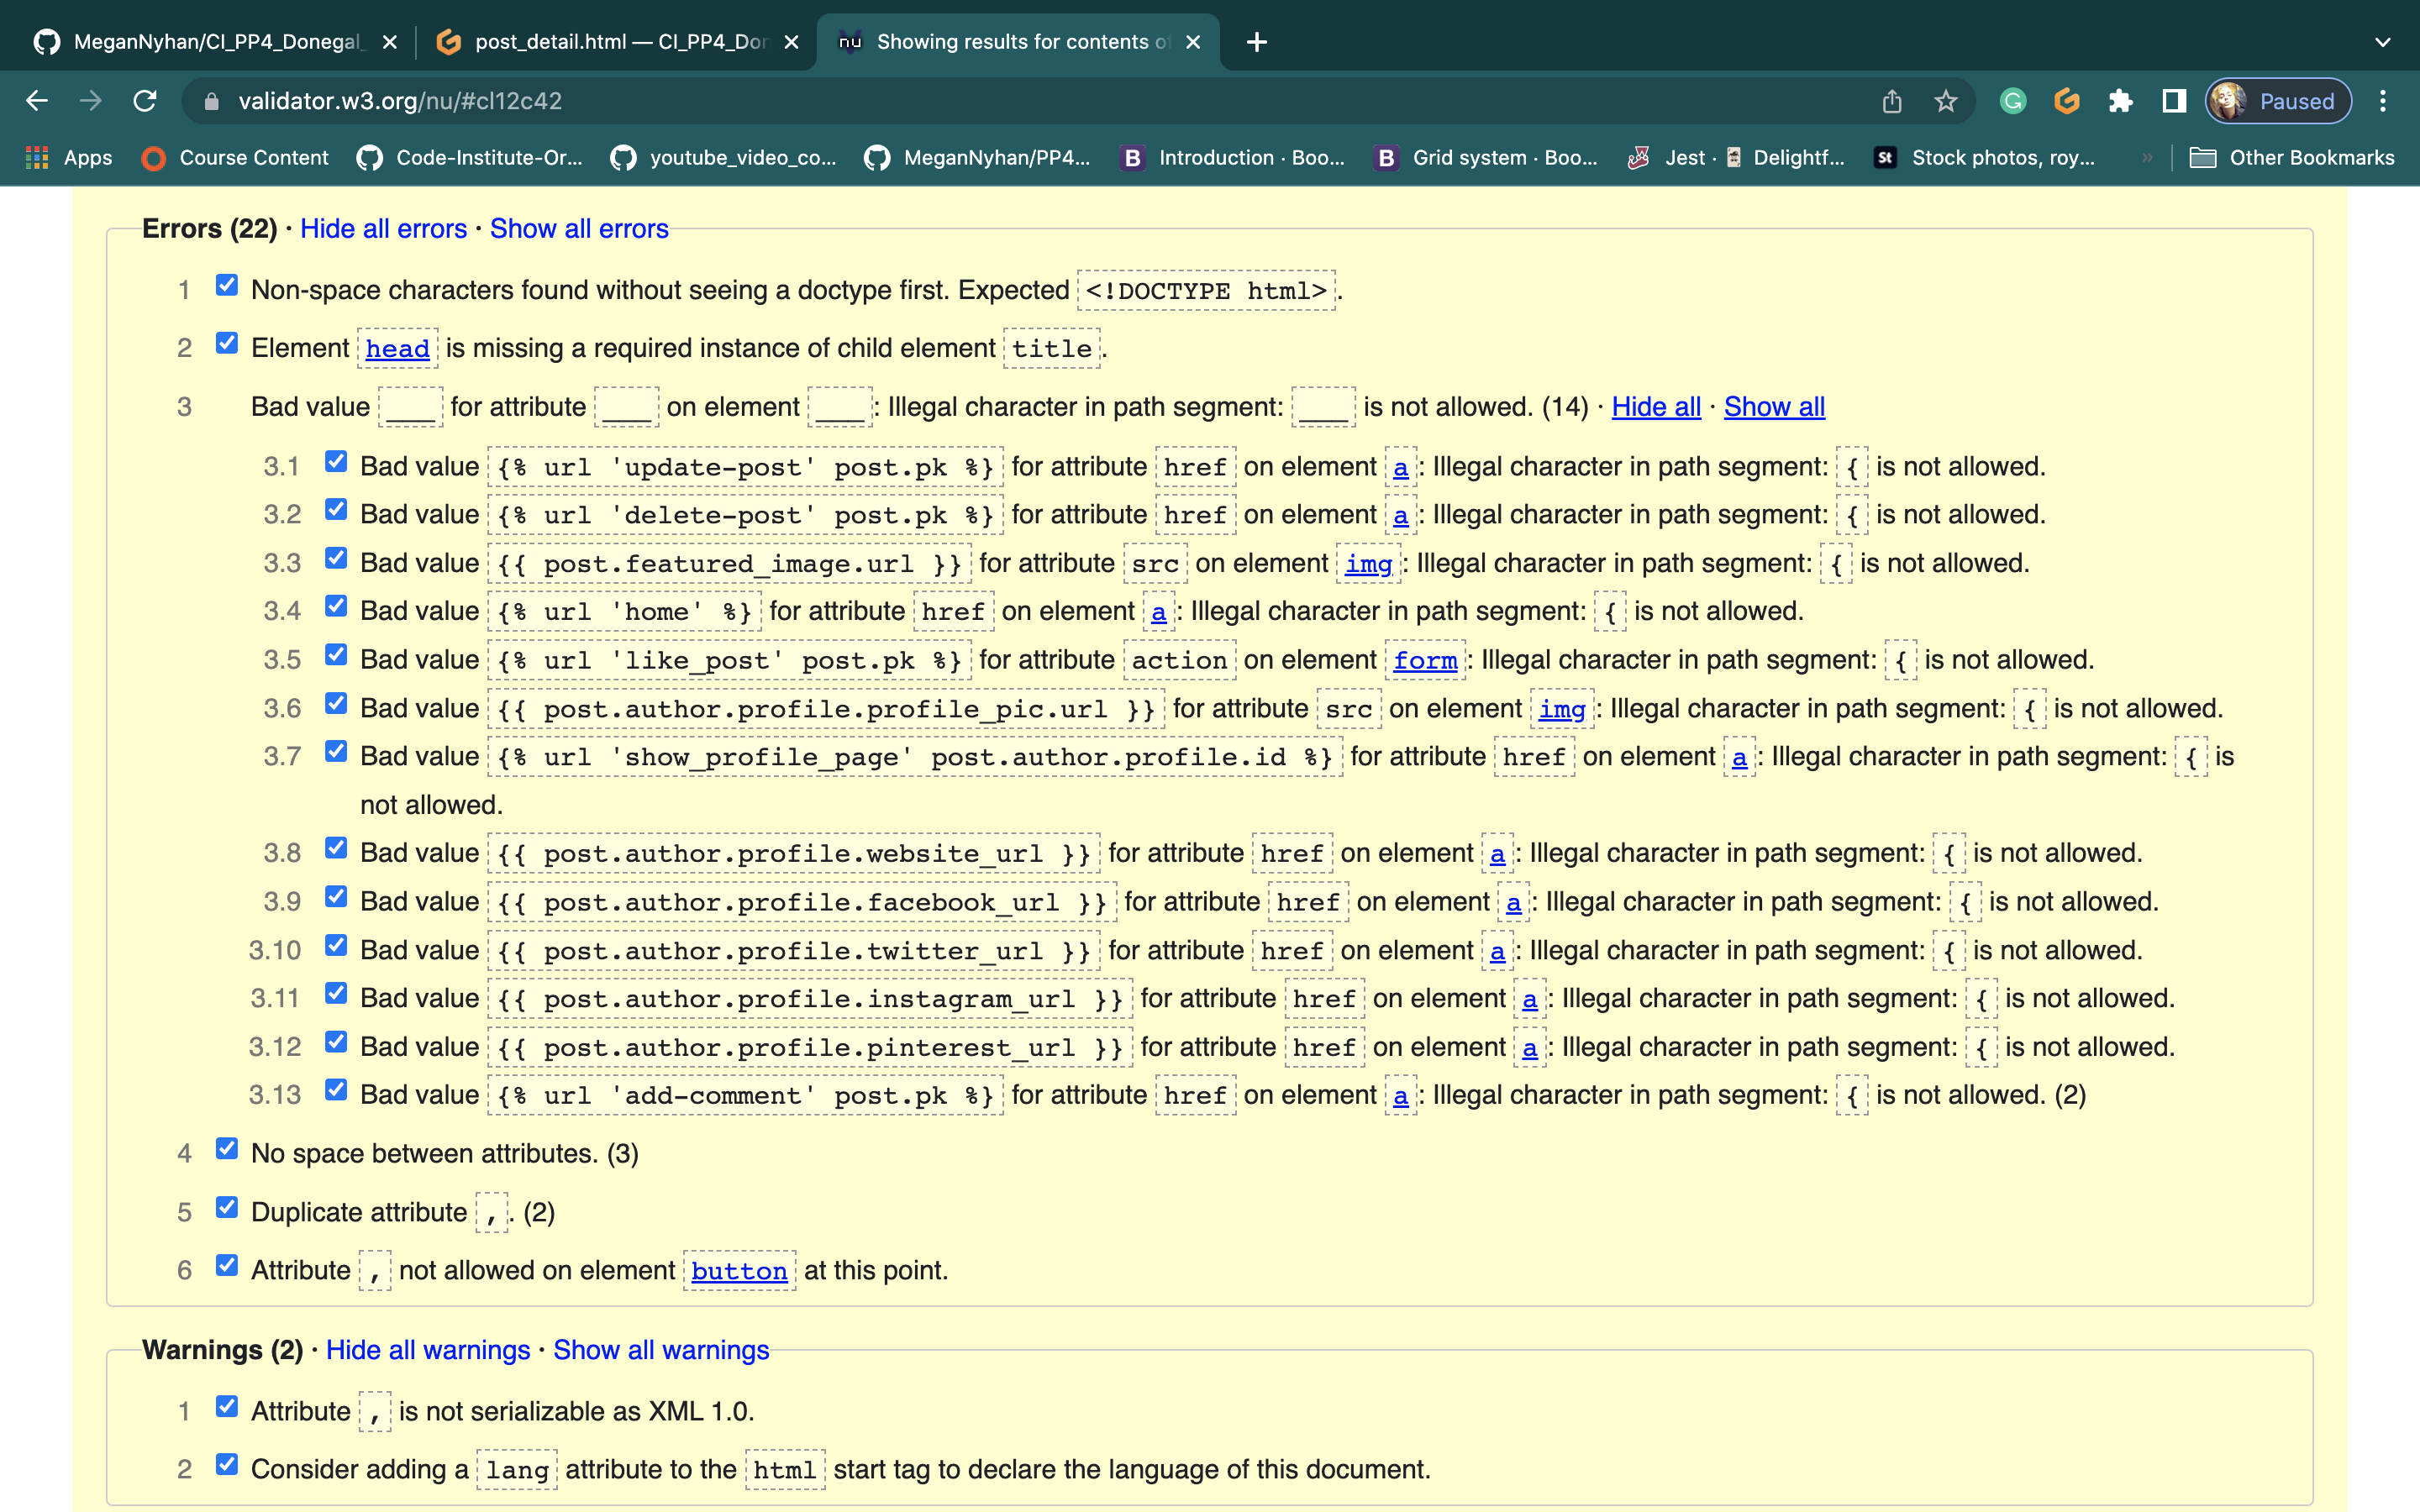 MeganNyhan/CI_PP4_Donegal_
post_detail.html — CI_PP4_Don
nu Showing results for contents of
validator.w3.org/nu/#cl12c42
Paused
Apps Course Content Code-Institute-Or... youtube_video_co... MeganNyhan/PP4... B Introduction · Boo... B Grid system · Boo... Jest · Delightf... St Stock photos, roy... » Other Bookmarks
Errors (22) · Hide all errors · Show all errors
1 Non-space characters found without seeing a doctype first. Expected <!DOCTYPE html>.
2 Element head is missing a required instance of child element title.
3 Bad value ___ for attribute ___ on element ___: Illegal character in path segment: ___ is not allowed. (14) · Hide all · Show all
3.1 Bad value {% url 'update-post' post.pk %} for attribute href on element a: Illegal character in path segment: { is not allowed.
3.2 Bad value {% url 'delete-post' post.pk %} for attribute href on element a: Illegal character in path segment: { is not allowed.
3.3 Bad value {{ post.featured_image.url }} for attribute src on element img: Illegal character in path segment: { is not allowed.
3.4 Bad value {% url 'home' %} for attribute href on element a: Illegal character in path segment: { is not allowed.
3.5 Bad value {% url 'like_post' post.pk %} for attribute action on element form: Illegal character in path segment: { is not allowed.
3.6 Bad value {{ post.author.profile.profile_pic.url }} for attribute src on element img: Illegal character in path segment: { is not allowed.
3.7 Bad value {% url 'show_profile_page' post.author.profile.id %} for attribute href on element a: Illegal character in path segment: { is
not allowed.
3.8 Bad value {{ post.author.profile.website_url }} for attribute href on element a: Illegal character in path segment: { is not allowed.
3.9 Bad value {{ post.author.profile.facebook_url }} for attribute href on element a: Illegal character in path segment: { is not allowed.
3.10 Bad value {{ post.author.profile.twitter_url }} for attribute href on element a: Illegal character in path segment: { is not allowed.
3.11 Bad value {{ post.author.profile.instagram_url }} for attribute href on element a: Illegal character in path segment: { is not allowed.
3.12 Bad value {{ post.author.profile.pinterest_url }} for attribute href on element a: Illegal character in path segment: { is not allowed.
3.13 Bad value {% url 'add-comment' post.pk %} for attribute href on element a: Illegal character in path segment: { is not allowed. (2)
4 No space between attributes. (3)
5 Duplicate attribute ,. (2)
6 Attribute , not allowed on element button at this point.
Warnings (2) · Hide all warnings · Show all warnings
1 Attribute , is not serializable as XML 1.0.
2 Consider adding a lang attribute to the html start tag to declare the language of this document.